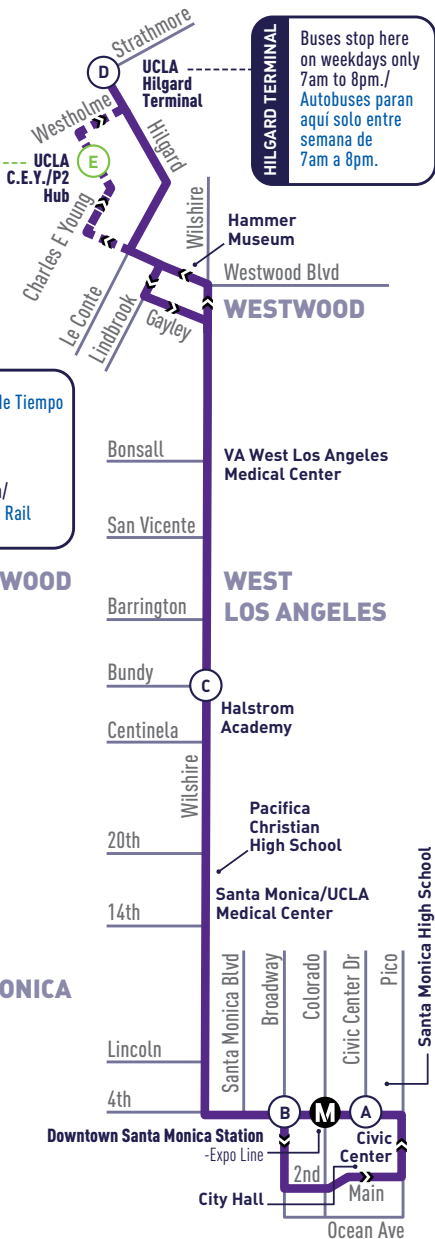 Strathmore
D
UCLA
Hilgard
Terminal
HILGARD TERMINAL
Buses stop here
on weekdays only
7am to 8pm./
Autobuses paran
aquí solo entre
semana de
7am a 8pm.
Westholme
Hilgard
E
UCLA
C.E.Y./P2
Hub
Charles E Young
Wilshire
Hammer
Museum
Westwood Blvd
WESTWOOD
Le Conte
Lindbrook
Gayley
de Tiempo
/
Rail
Bonsall
VA West Los Angeles
Medical Center
San Vicente
WOOD
WEST
LOS ANGELES
Barrington
Bundy
C
Halstrom
Academy
Centinela
Wilshire
Pacifica
Christian
High School
20th
Santa Monica/UCLA
Medical Center
14th
ONICA
Santa Monica Blvd
Broadway
Colorado
Civic Center Dr
Pico
Santa Monica High School
Lincoln
4th
B
M
A
Downtown Santa Monica Station
-Expo Line
Civic
Center
2nd
Main
City Hall
Ocean Ave